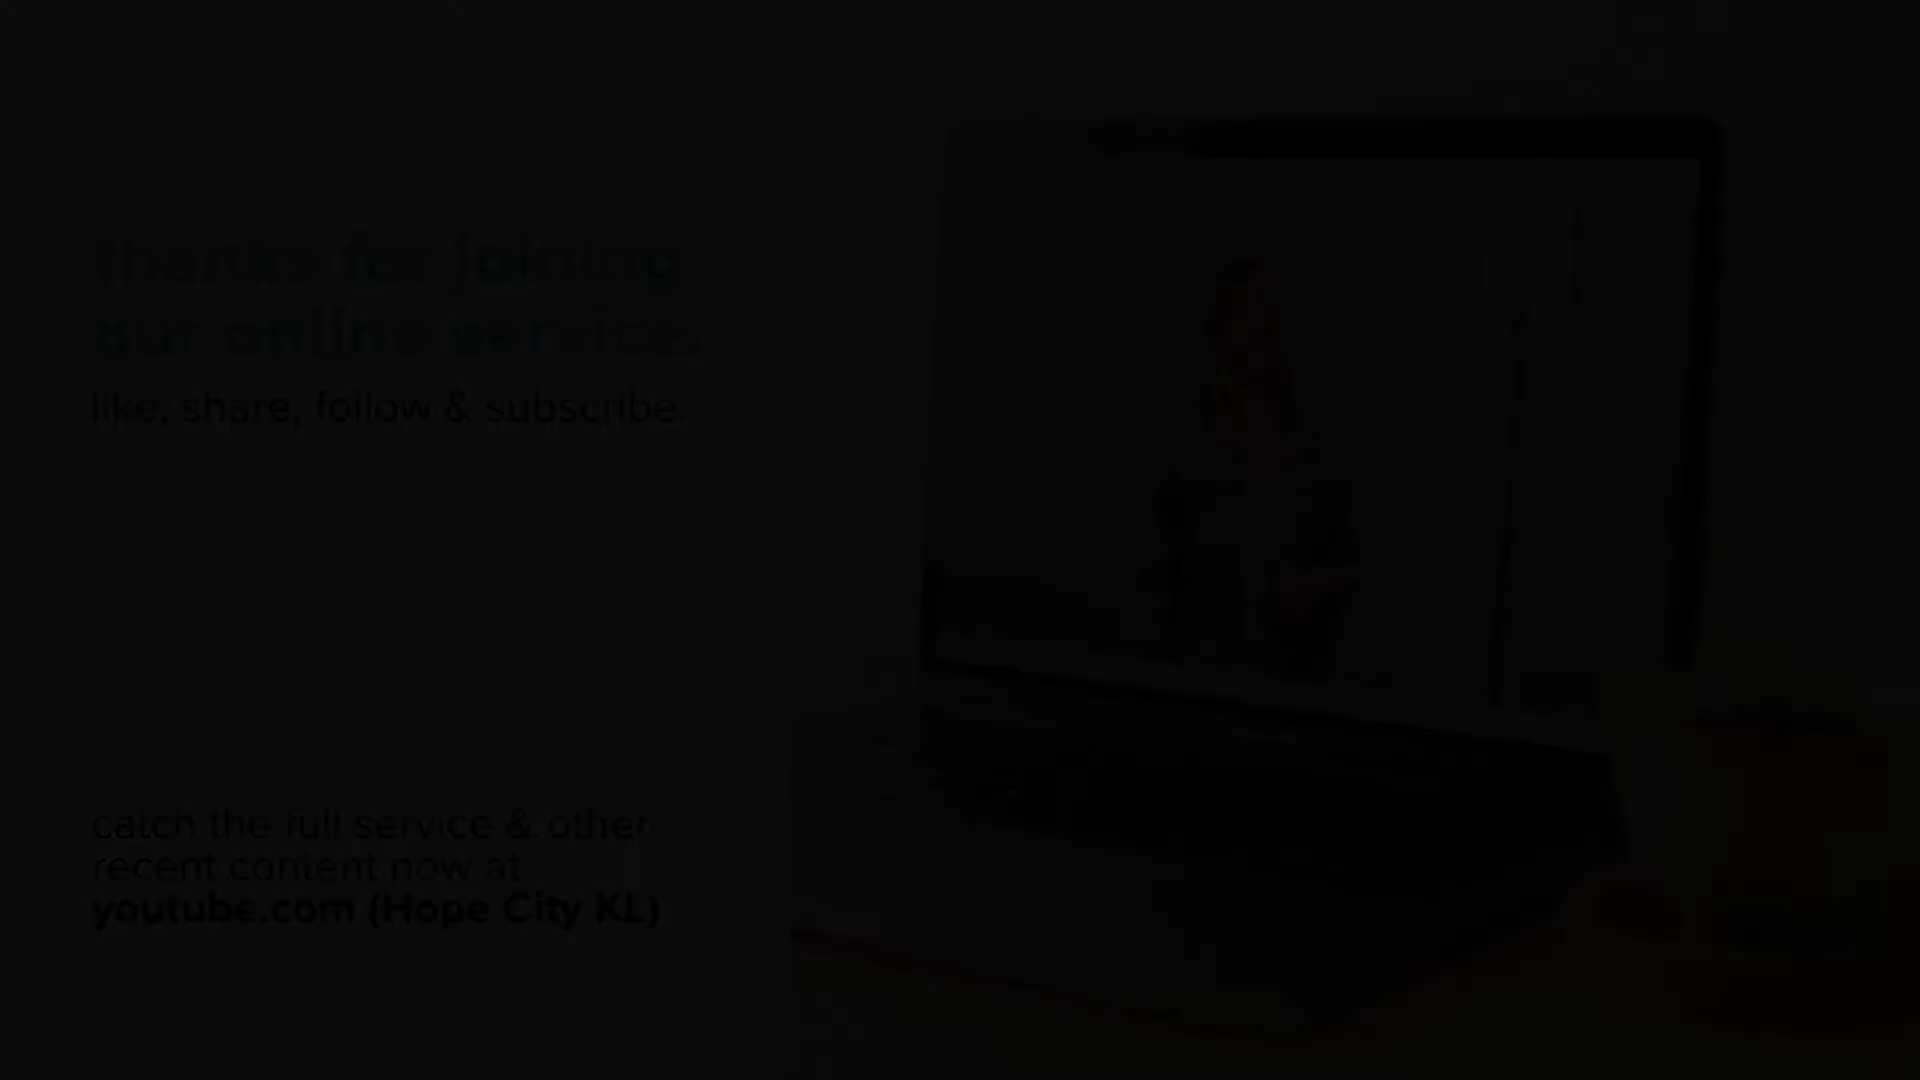 thanks for joining
our online service.
like, share, follow & subscribe.
catch the full service & other
recent content now at
youtube.com (Hope City KL)